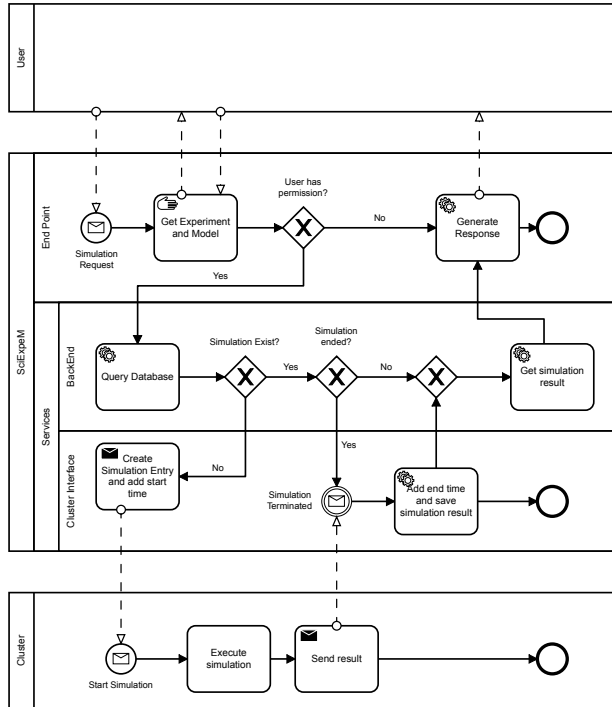 User
User has
permission?
End Point
Get Experiment
and Model
No
Generate
Response
Simulation
Request
Yes
SciExpeM
Services
BackEnd
Simulation Exist?
Simulation
ended?
Query Database
Yes
No
Get simulation
result
Cluster Interface
Create
Simulation Entry
and add start
time
No
Yes
Simulation
Terminated
Add end time
and save
simulation result
Cluster
Execute
simulation
Send result
Start Simulation